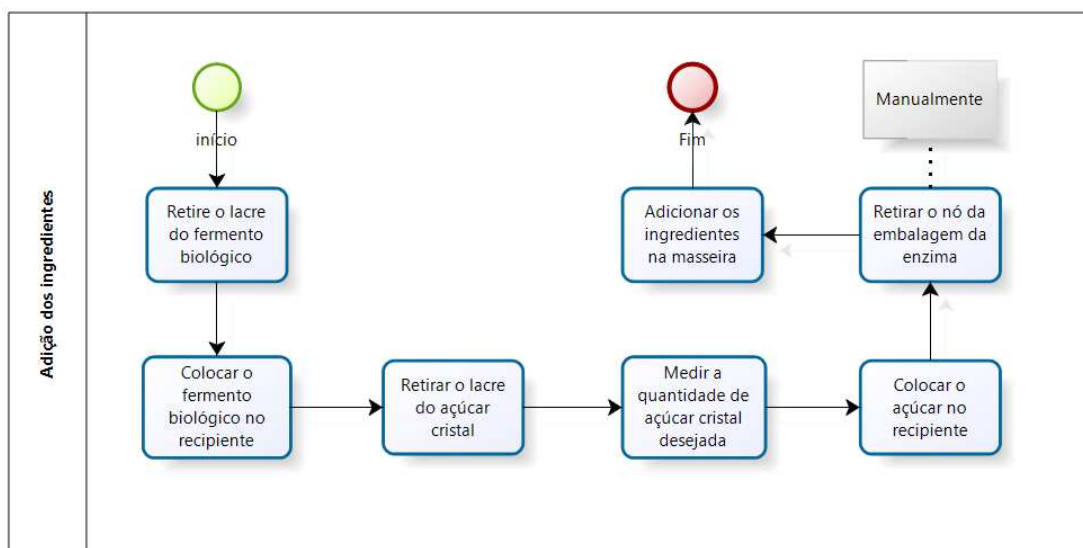 Adição dos ingredientes
início
Retire o lacre
do fermento
biológico
Colocar o
fermento
biológico no
recipiente
Retirar o lacre
do açúcar
cristal
Medir a
quantidade de
açúcar cristal
desejada
Colocar o
açúcar no
recipiente
Retirar o nó da
embalagem da
enzima
Manualmente
Adicionar os
ingredientes
na masseira
Fim